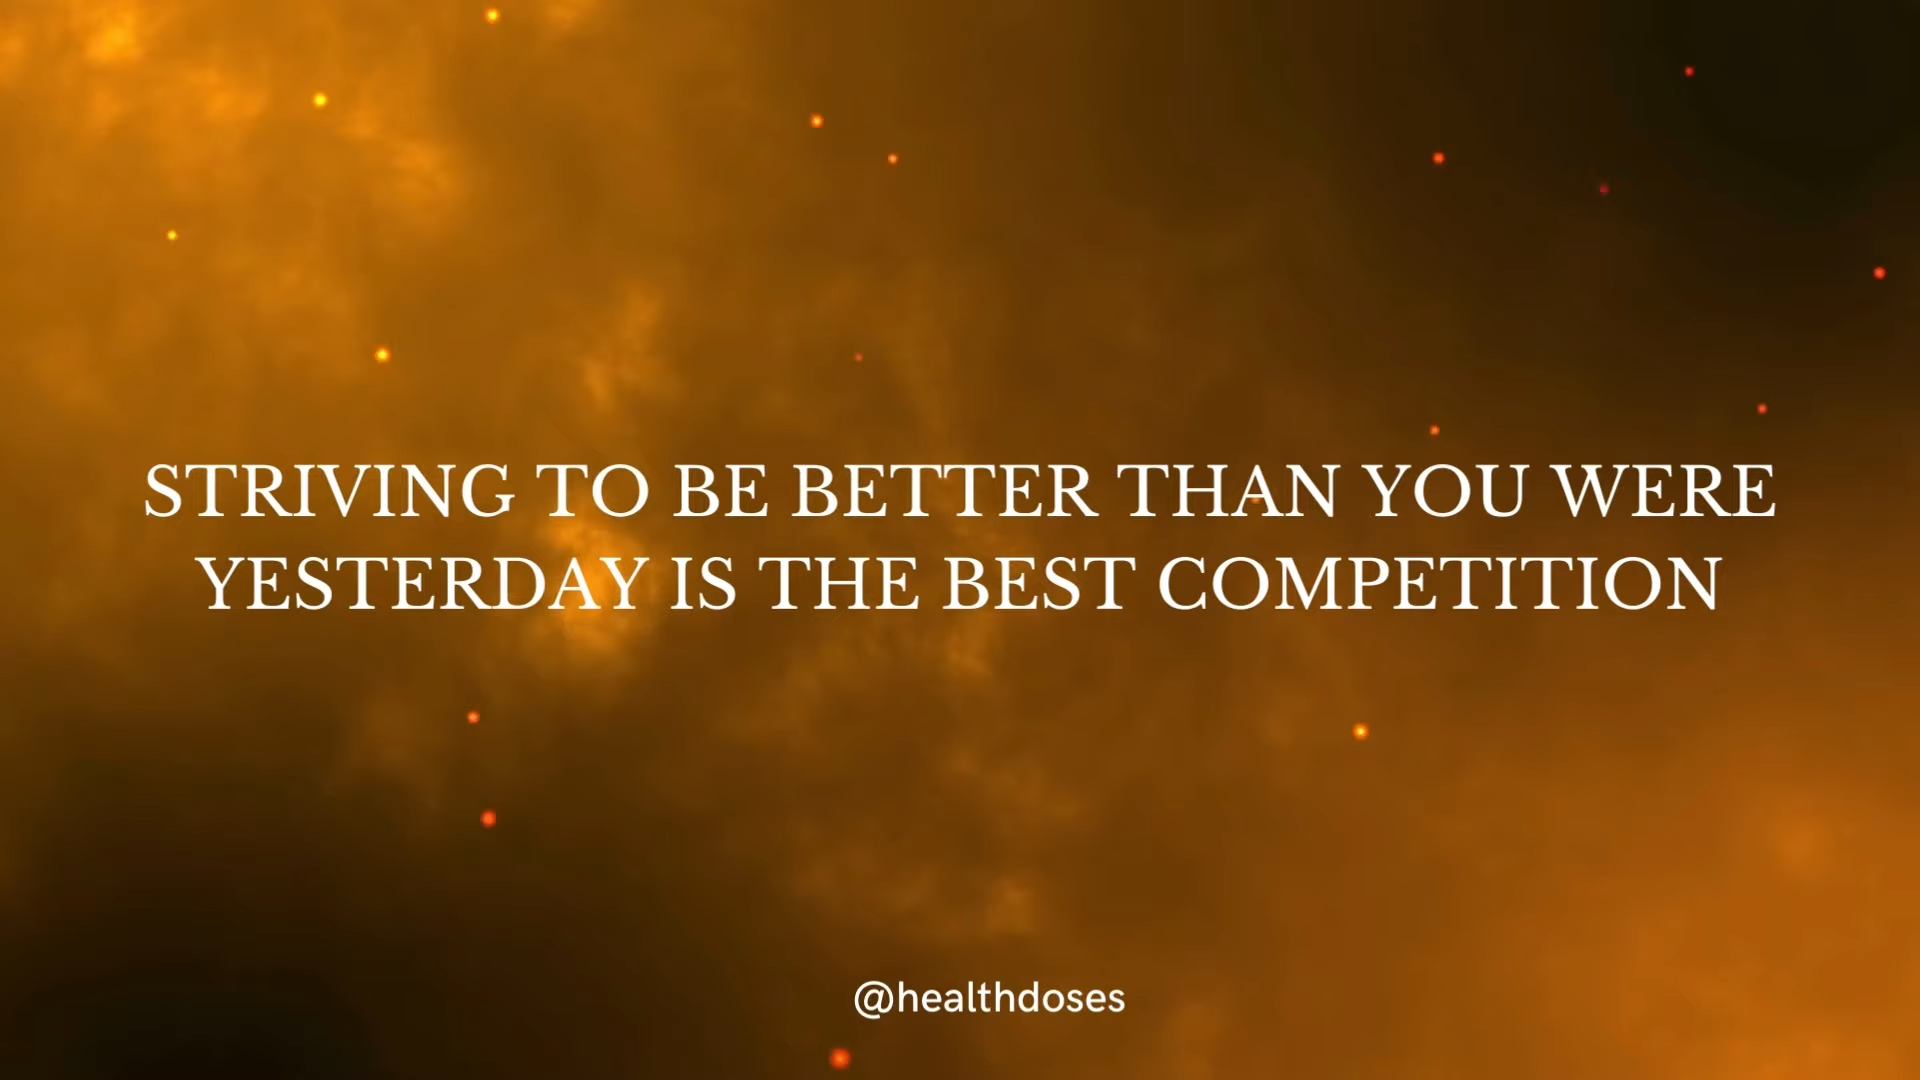 STRIVING TO BE BETTER THAN YOU WERE
YESTERDAY IS THE BEST COMPETITION
@healthdoses